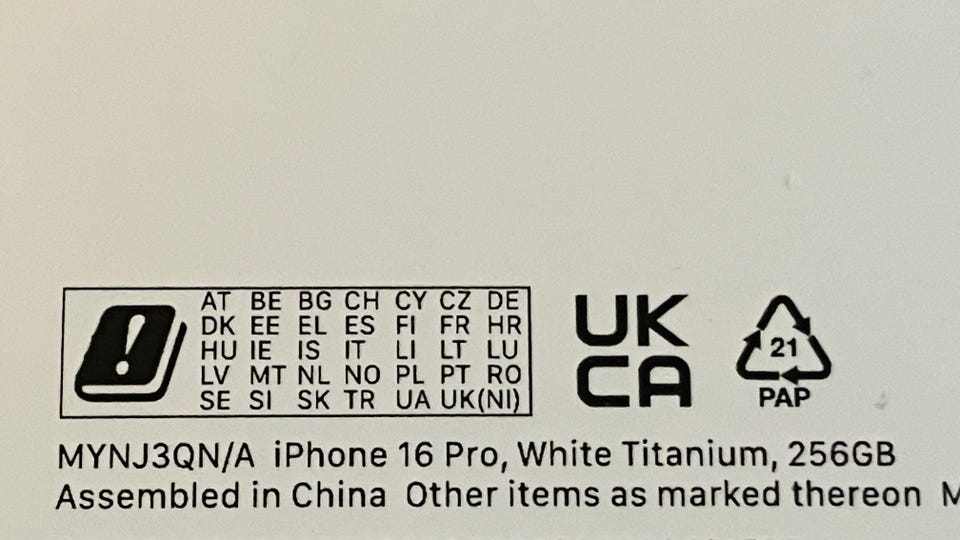 AT BE BG CH CY CZ DE
DK EE EL ES FI FR HR
HU IE IS IT LI LT LU
LV MT NL NO PL PT RO
SE SI SK TR UA UK(NI)
UK
CA
21
PAP
MYNJ3QN/A iPhone 16 Pro, White Titanium, 256GB
Assembled in China Other items as marked thereon